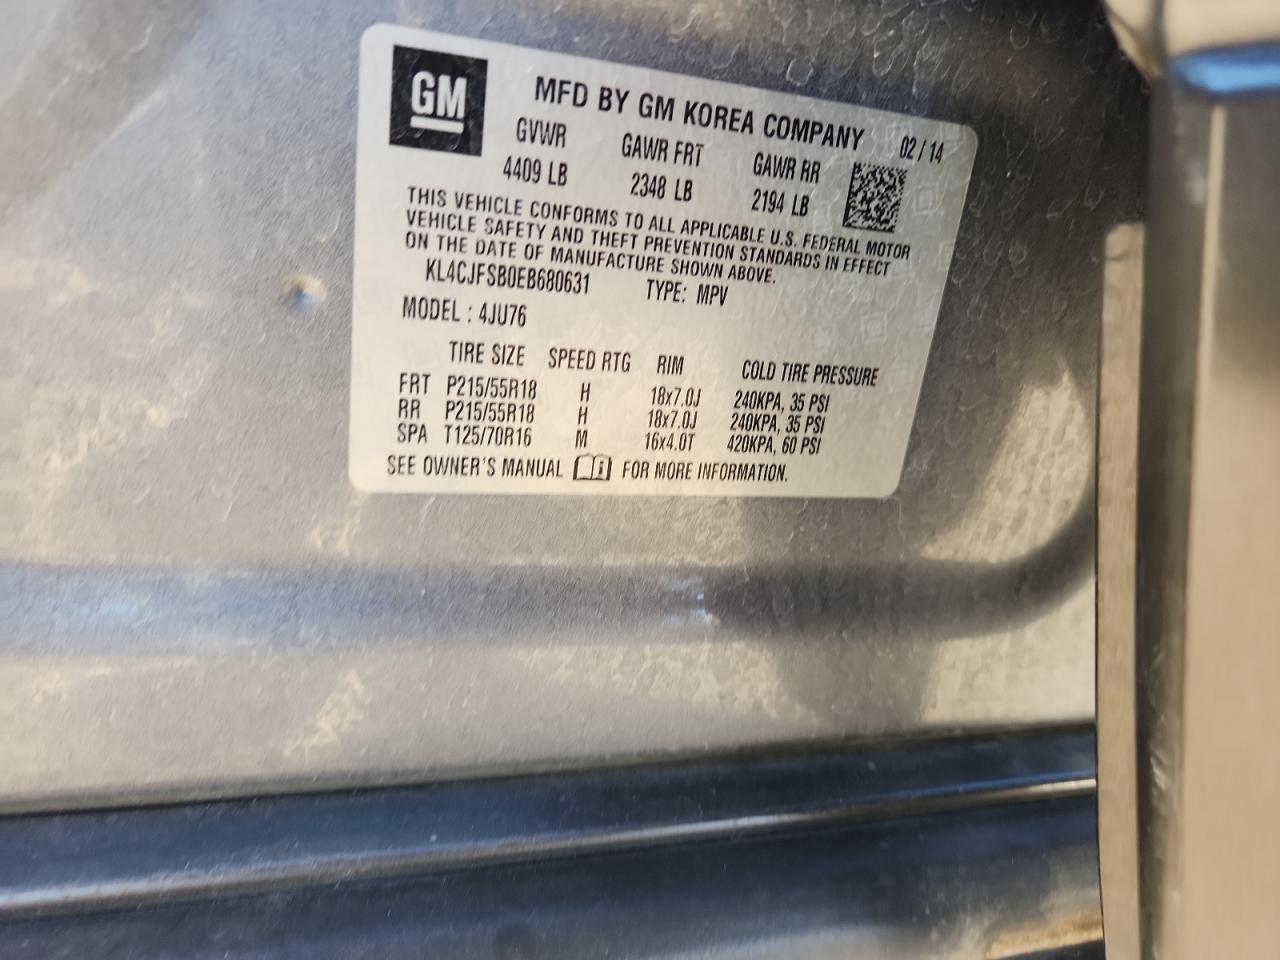 GM
MFD BY GM KOREA COMPANY 02 / 14
GVWR GAWR FRT GAWR RR
4409 LB 2348 LB 2194 LB
THIS VEHICLE CONFORMS TO ALL APPLICABLE U.S. FEDERAL MOTOR
VEHICLE SAFETY AND THEFT PREVENTION STANDARDS IN EFFECT
ON THE DATE OF MANUFACTURE SHOWN ABOVE.
KL4CJFSB0EB680631 TYPE: MPV
MODEL : 4JU76
TIRE SIZE SPEED RTG RIM COLD TIRE PRESSURE
FRT P215/55R18 H 18x7.0J 240KPA, 35 PSI
RR P215/55R18 H 18x7.0J 240KPA, 35 PSI
SPA T125/70R16 M 16x4.0T 420KPA, 60 PSI
SEE OWNER'S MANUAL i FOR MORE INFORMATION.